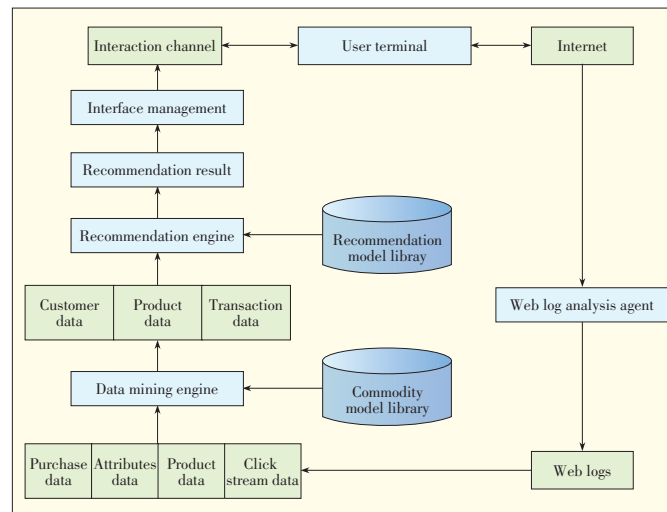 Interaction channel
User terminal
Internet
Interface management
Recommendation result
Recommendation engine
Recommendation
model libray
Customer
data
Product
data
Transaction
data
Web log analysis agent
Data mining engine
Commodity
model library
Purchase
data
Attributes
data
Product
data
Click
stream data
Web logs